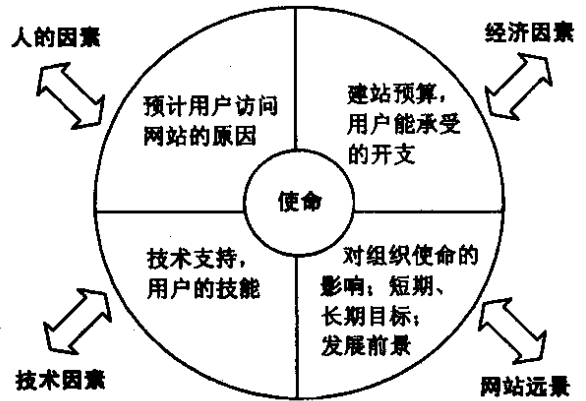 人的因素
经济因素
预计用户访问
网站的原因
建站预算，
用户能承受
的开支
使命
技术支持，
用户的技能
对组织使命的
影响；短期、
长期目标；
发展前景
技术因素
网站远景